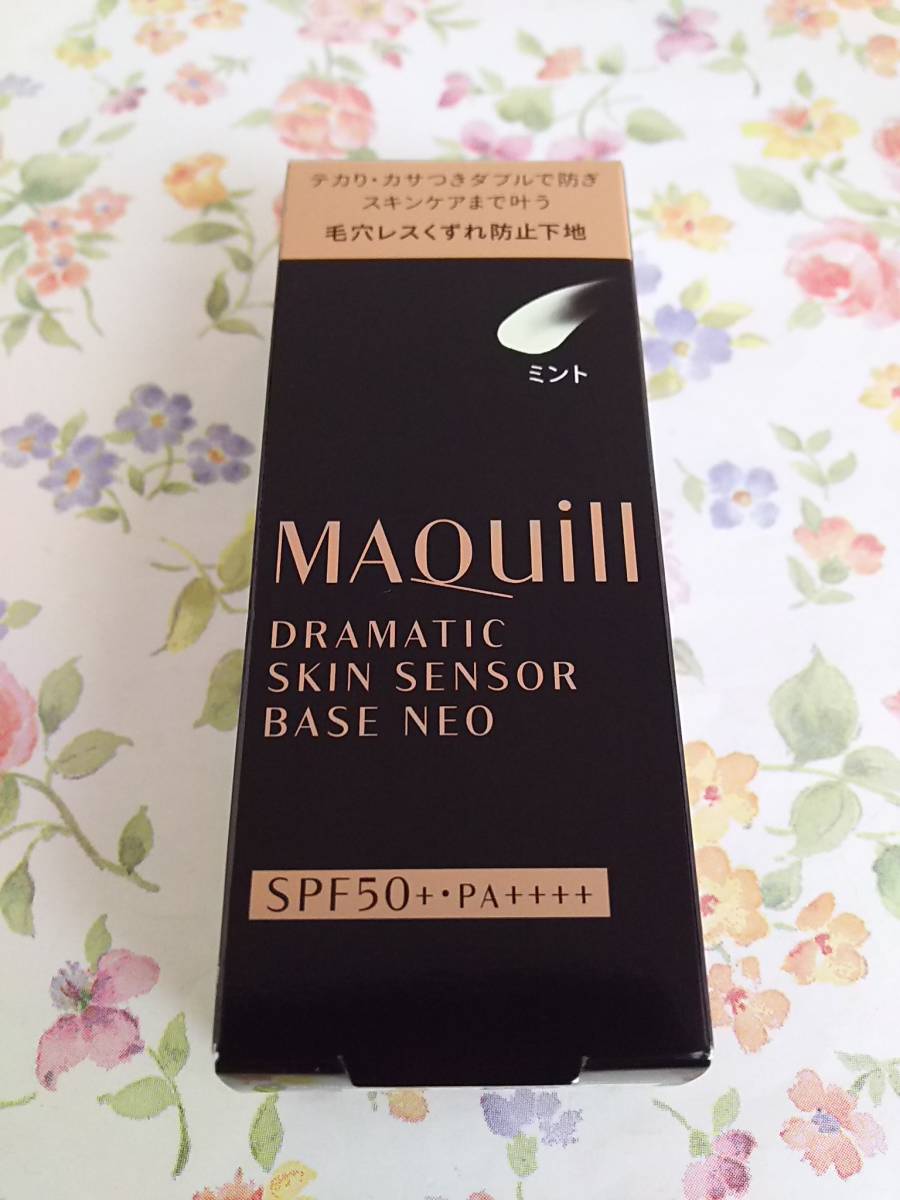 テカり・カサつきダブルで防ぎ
スキンケアまで叶う
毛穴レスくずれ防止下地
ミント
MAQuill
DRAMATIC
SKIN SENSOR
BASE NEO
SPF50+・PA++++